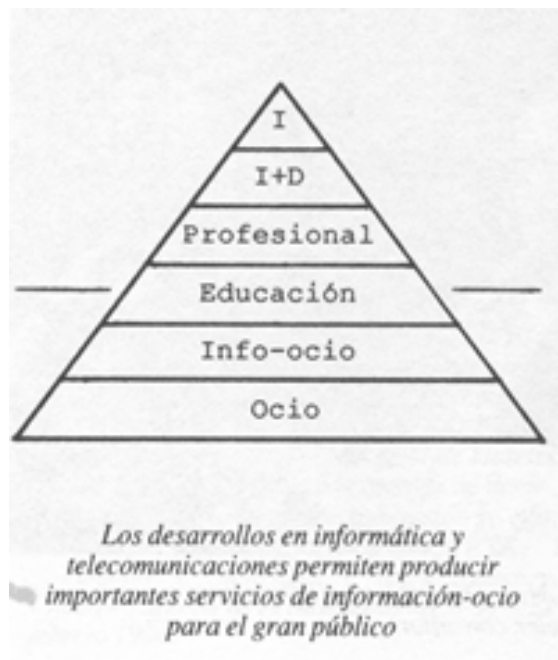 I
I+D
Profesional
Educación
Info-ocio
Ocio
Los desarrollos en informática y
telecomunicaciones permiten producir
importantes servicios de información-ocio
para el gran público